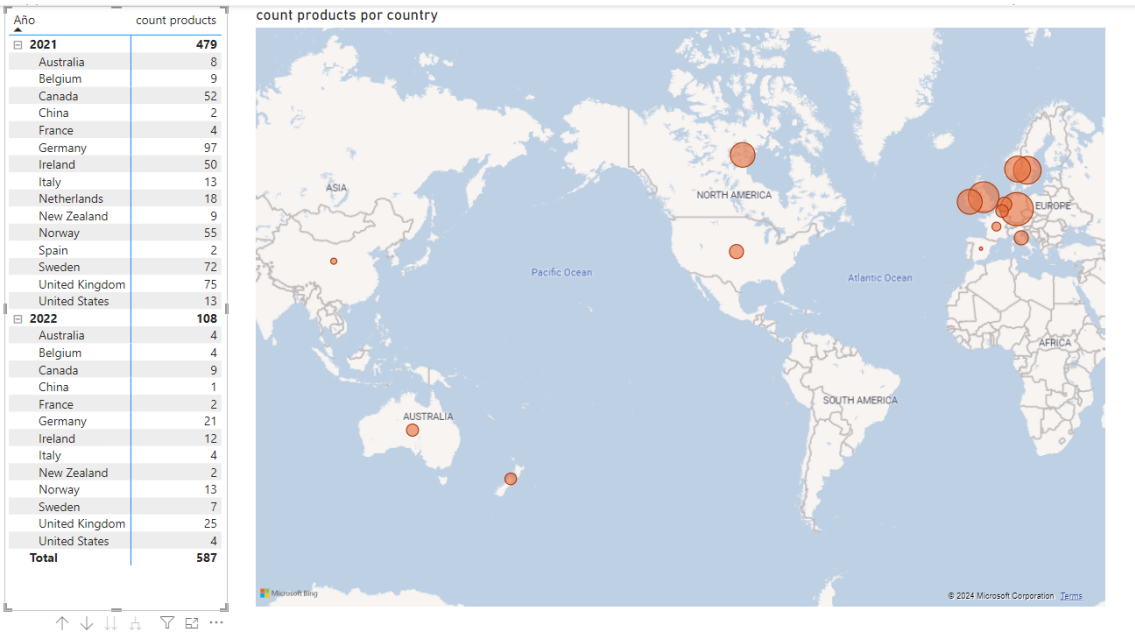 Año count products
2021 479
Australia 8
Belgium 9
Canada 52
China 2
France 4
Germany 97
Ireland 50
Italy 13
Netherlands 18
New Zealand 9
Norway 55
Spain 2
Sweden 72
United Kingdom 75
United States 13
2022 108
Australia 4
Belgium 4
Canada 9
China 1
France 2
Germany 21
Ireland 12
Italy 4
New Zealand 2
Norway 13
Sweden 7
United Kingdom 25
United States 4
Total 587
count products por country
ASIA
NORTH AMERICA
EUROPE
Pacific Ocean
Atlantic Ocean
AFRICA
SOUTH AMERICA
AUSTRALIA
Microsoft Bing
© 2024 Microsoft Corporation Terms